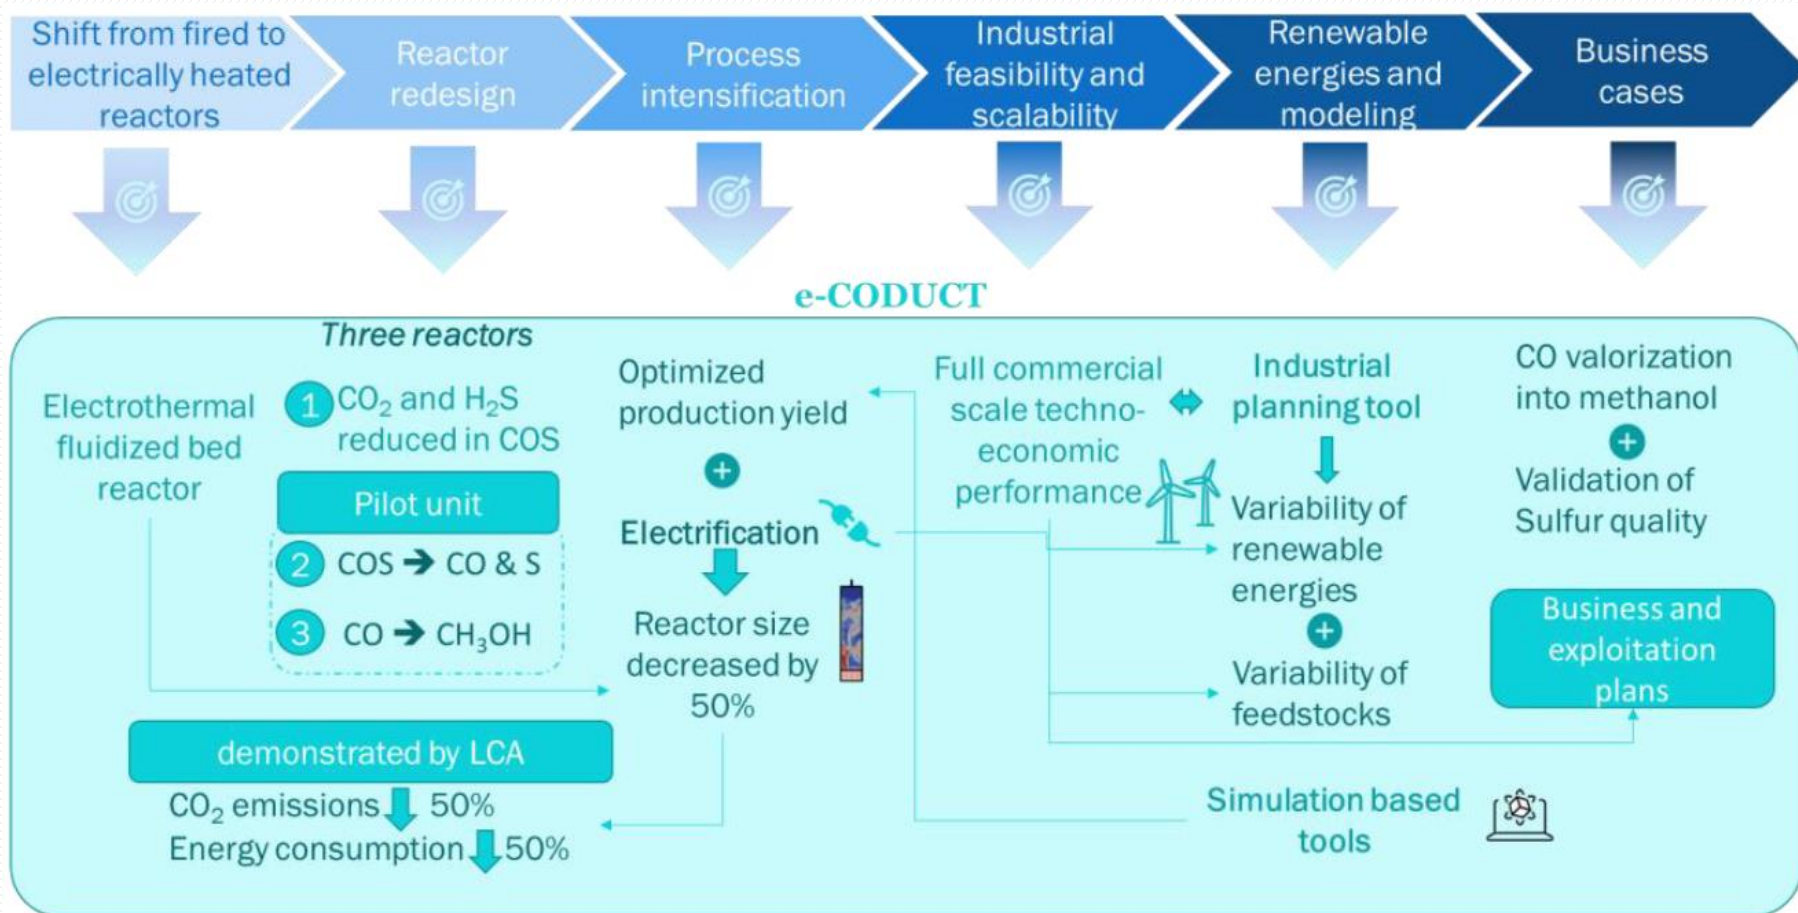 Shift from fired to
electrically heated
reactors
Reactor
redesign
Process
intensification
Industrial
feasibility and
scalability
Renewable
energies and
modeling
Business
cases
e-CODUCT
Electrothermal
fluidized bed
reactor
Three reactors
1 CO₂ and H₂S
reduced in COS
Pilot unit
2 COS ➔ CO & S
3 CO ➔ CH₃OH
demonstrated by LCA
CO₂ emissions 50%
Energy consumption 50%
Optimized
production yield
+
Electrification
Reactor size
decreased by
50%
Full commercial
scale techno-
economic
performance
Industrial
planning tool
Variability of
renewable
energies
+
Variability of
feedstocks
Simulation based
tools
CO valorization
into methanol
+
Validation of
Sulfur quality
Business and
exploitation
plans